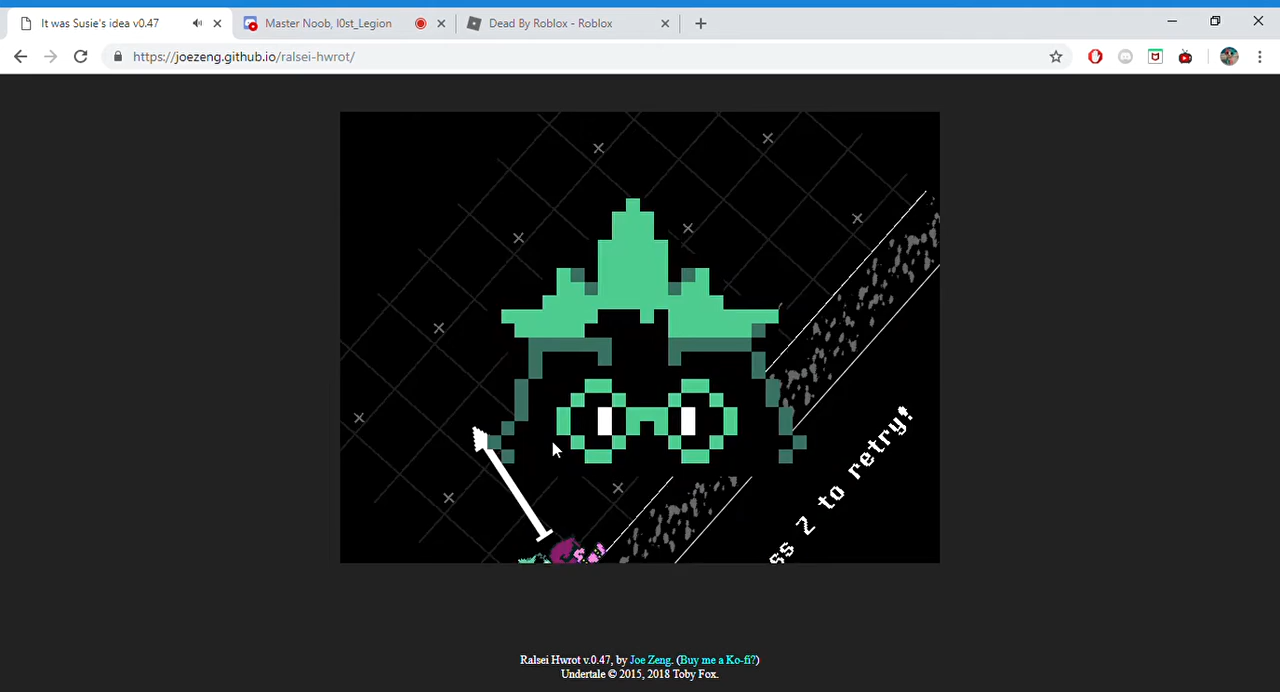 It was Susie's idea v0.47
Master Noob, l0st_Legion
Dead By Roblox - Roblox
https://joezeng.github.io/ralsei-hwrot/
ss 2 to retry!
Ralsei Hwrot v.0.47, by Joe Zeng. (Buy me a Ko-fi?)
Undertale © 2015, 2018 Toby Fox.